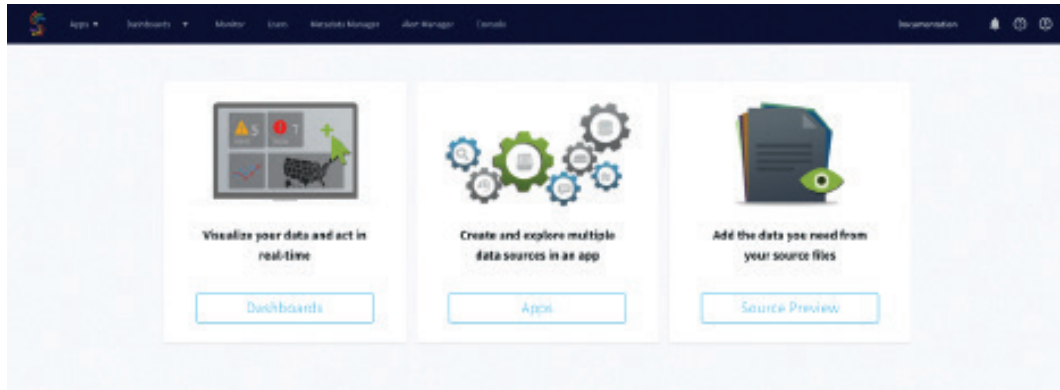 Apps
Dashboards
Monitor
Users
Metadata Manager
Alert Manager
Console
Documentation
5
1
Visualize your data and act in
real-time
Dashboards
Create and explore multiple
data sources in an app
Apps
Add the data you need from
your source files
Source Preview